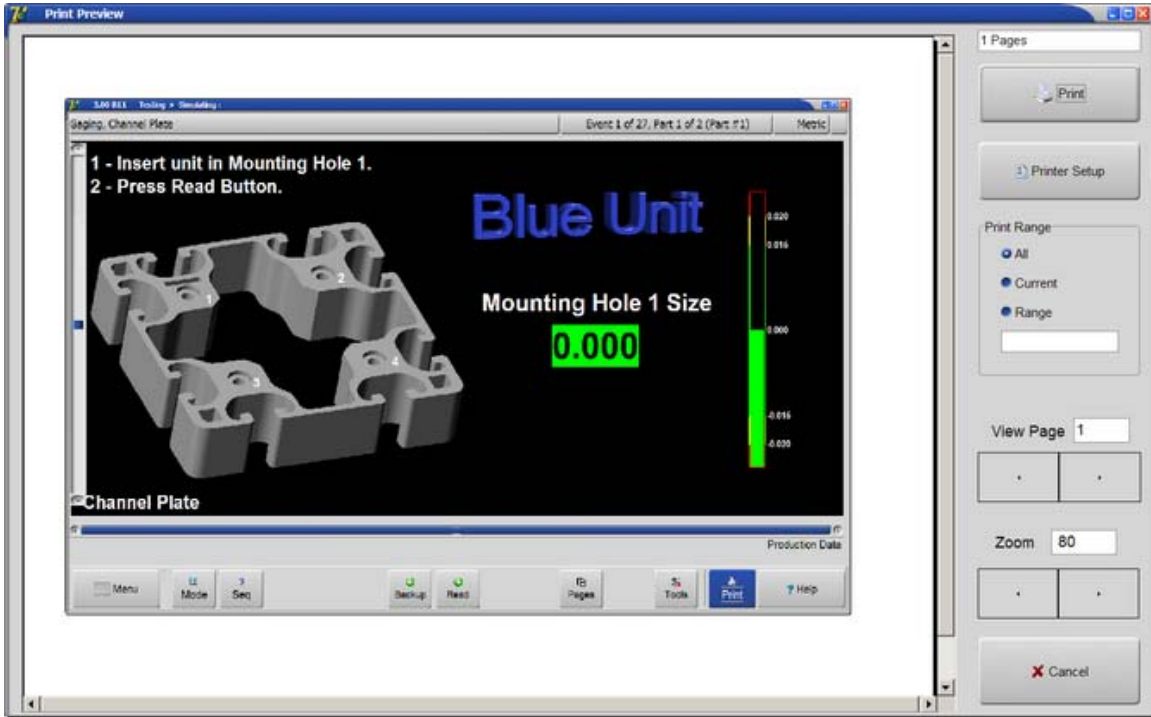 Print Preview
1 Pages
Print
Printer Setup
Print Range
All
Current
Range
View Page 1
Zoom 80
Cancel
3.00 B11 Testing > Simulating :
Gaging, Channel Plate
Event 1 of 27, Part 1 of 2 (Part #1)
Metric
1 - Insert unit in Mounting Hole 1.
2 - Press Read Button.
Blue Unit
Mounting Hole 1 Size
0.000
0.020
0.016
0.000
-0.016
-0.020
1
2
3
4
Channel Plate
Production Data
Menu
Mode
Seq
Backup
Read
Pages
Tools
Print
? Help